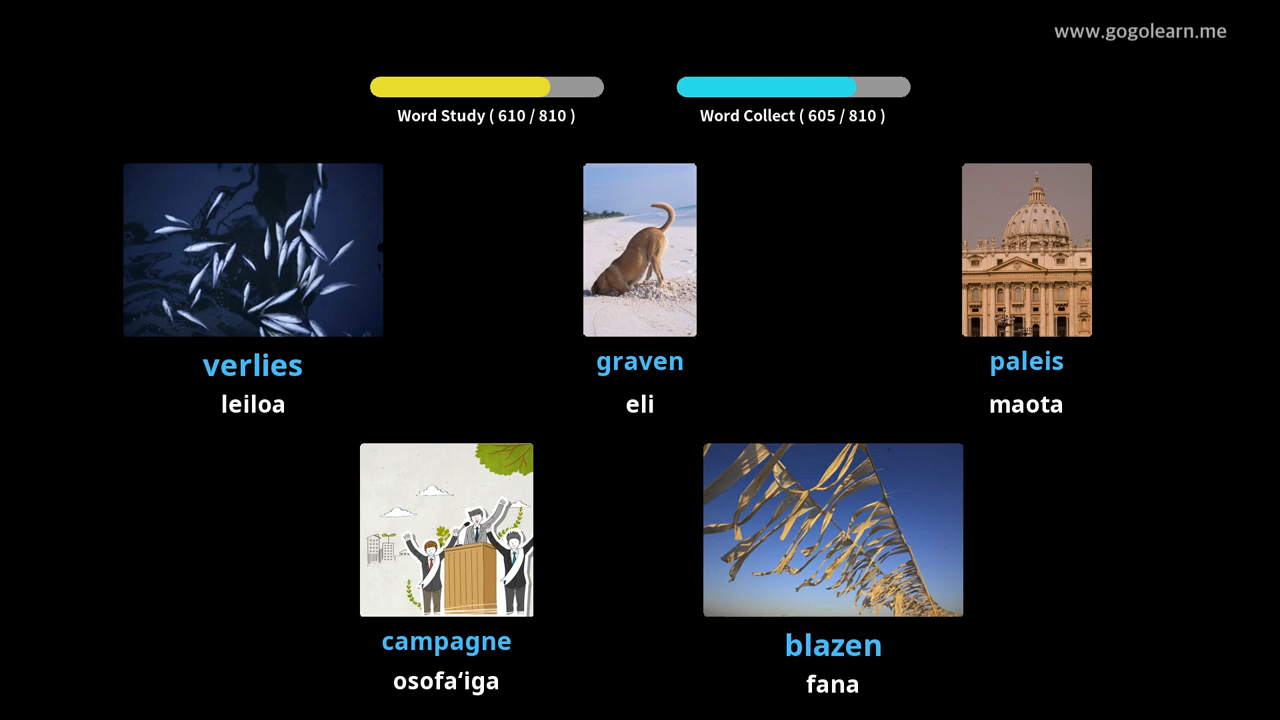 www.gogolearn.me
Word Study ( 610 / 810 )
Word Collect ( 605 / 810 )
verlies
leiloa
graven
eli
paleis
maota
campagne
osofa‘iga
blazen
fana